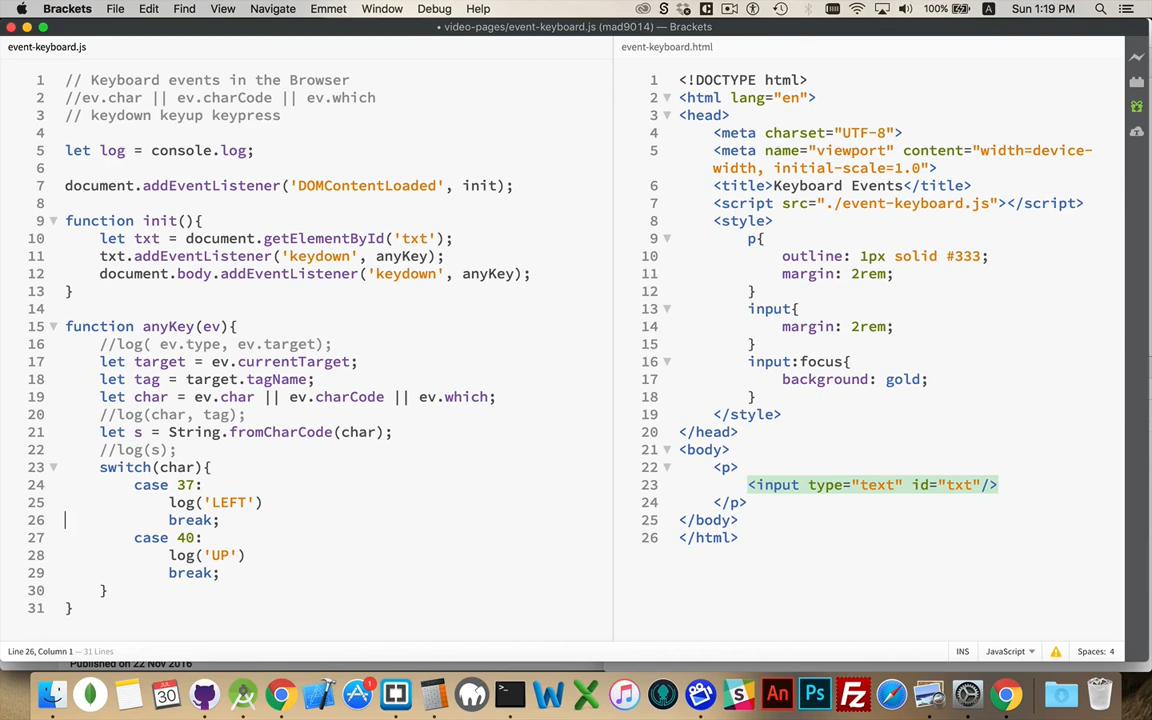 Brackets File Edit Find View Navigate Emmet Window Debug Help 100% Sun 1:19 PM
• video-pages/event-keyboard.js (mad9014) — Brackets
event-keyboard.js
1 // Keyboard events in the Browser
2 //ev.char || ev.charCode || ev.which
3 // keydown keyup keypress
4
5 let log = console.log;
6
7 document.addEventListener('DOMContentLoaded', init);
8
9 function init(){
10 let txt = document.getElementById('txt');
11 txt.addEventListener('keydown', anyKey);
12 document.body.addEventListener('keydown', anyKey);
13 }
14
15 function anyKey(ev){
16 //log( ev.type, ev.target);
17 let target = ev.currentTarget;
18 let tag = target.tagName;
19 let char = ev.char || ev.charCode || ev.which;
20 //log(char, tag);
21 let s = String.fromCharCode(char);
22 //log(s);
23 switch(char){
24 case 37:
25 log('LEFT')
26 break;
27 case 40:
28 log('UP')
29 break;
30 }
31 }
event-keyboard.html
1 <!DOCTYPE html>
2 <html lang="en">
3 <head>
4 <meta charset="UTF-8">
5 <meta name="viewport" content="width=device-
width, initial-scale=1.0">
6 <title>Keyboard Events</title>
7 <script src="./event-keyboard.js"></script>
8 <style>
9 p{
10 outline: 1px solid #333;
11 margin: 2rem;
12 }
13 input{
14 margin: 2rem;
15 }
16 input:focus{
17 background: gold;
18 }
19 </style>
20 </head>
21 <body>
22 <p>
23 <input type="text" id="txt"/>
24 </p>
25 </body>
26 </html>
Line 26, Column 1 — 31 Lines
INS JavaScript Spaces: 4
Published on 22 Nov 2016
JUL 30 1 W X S An Ps Fz